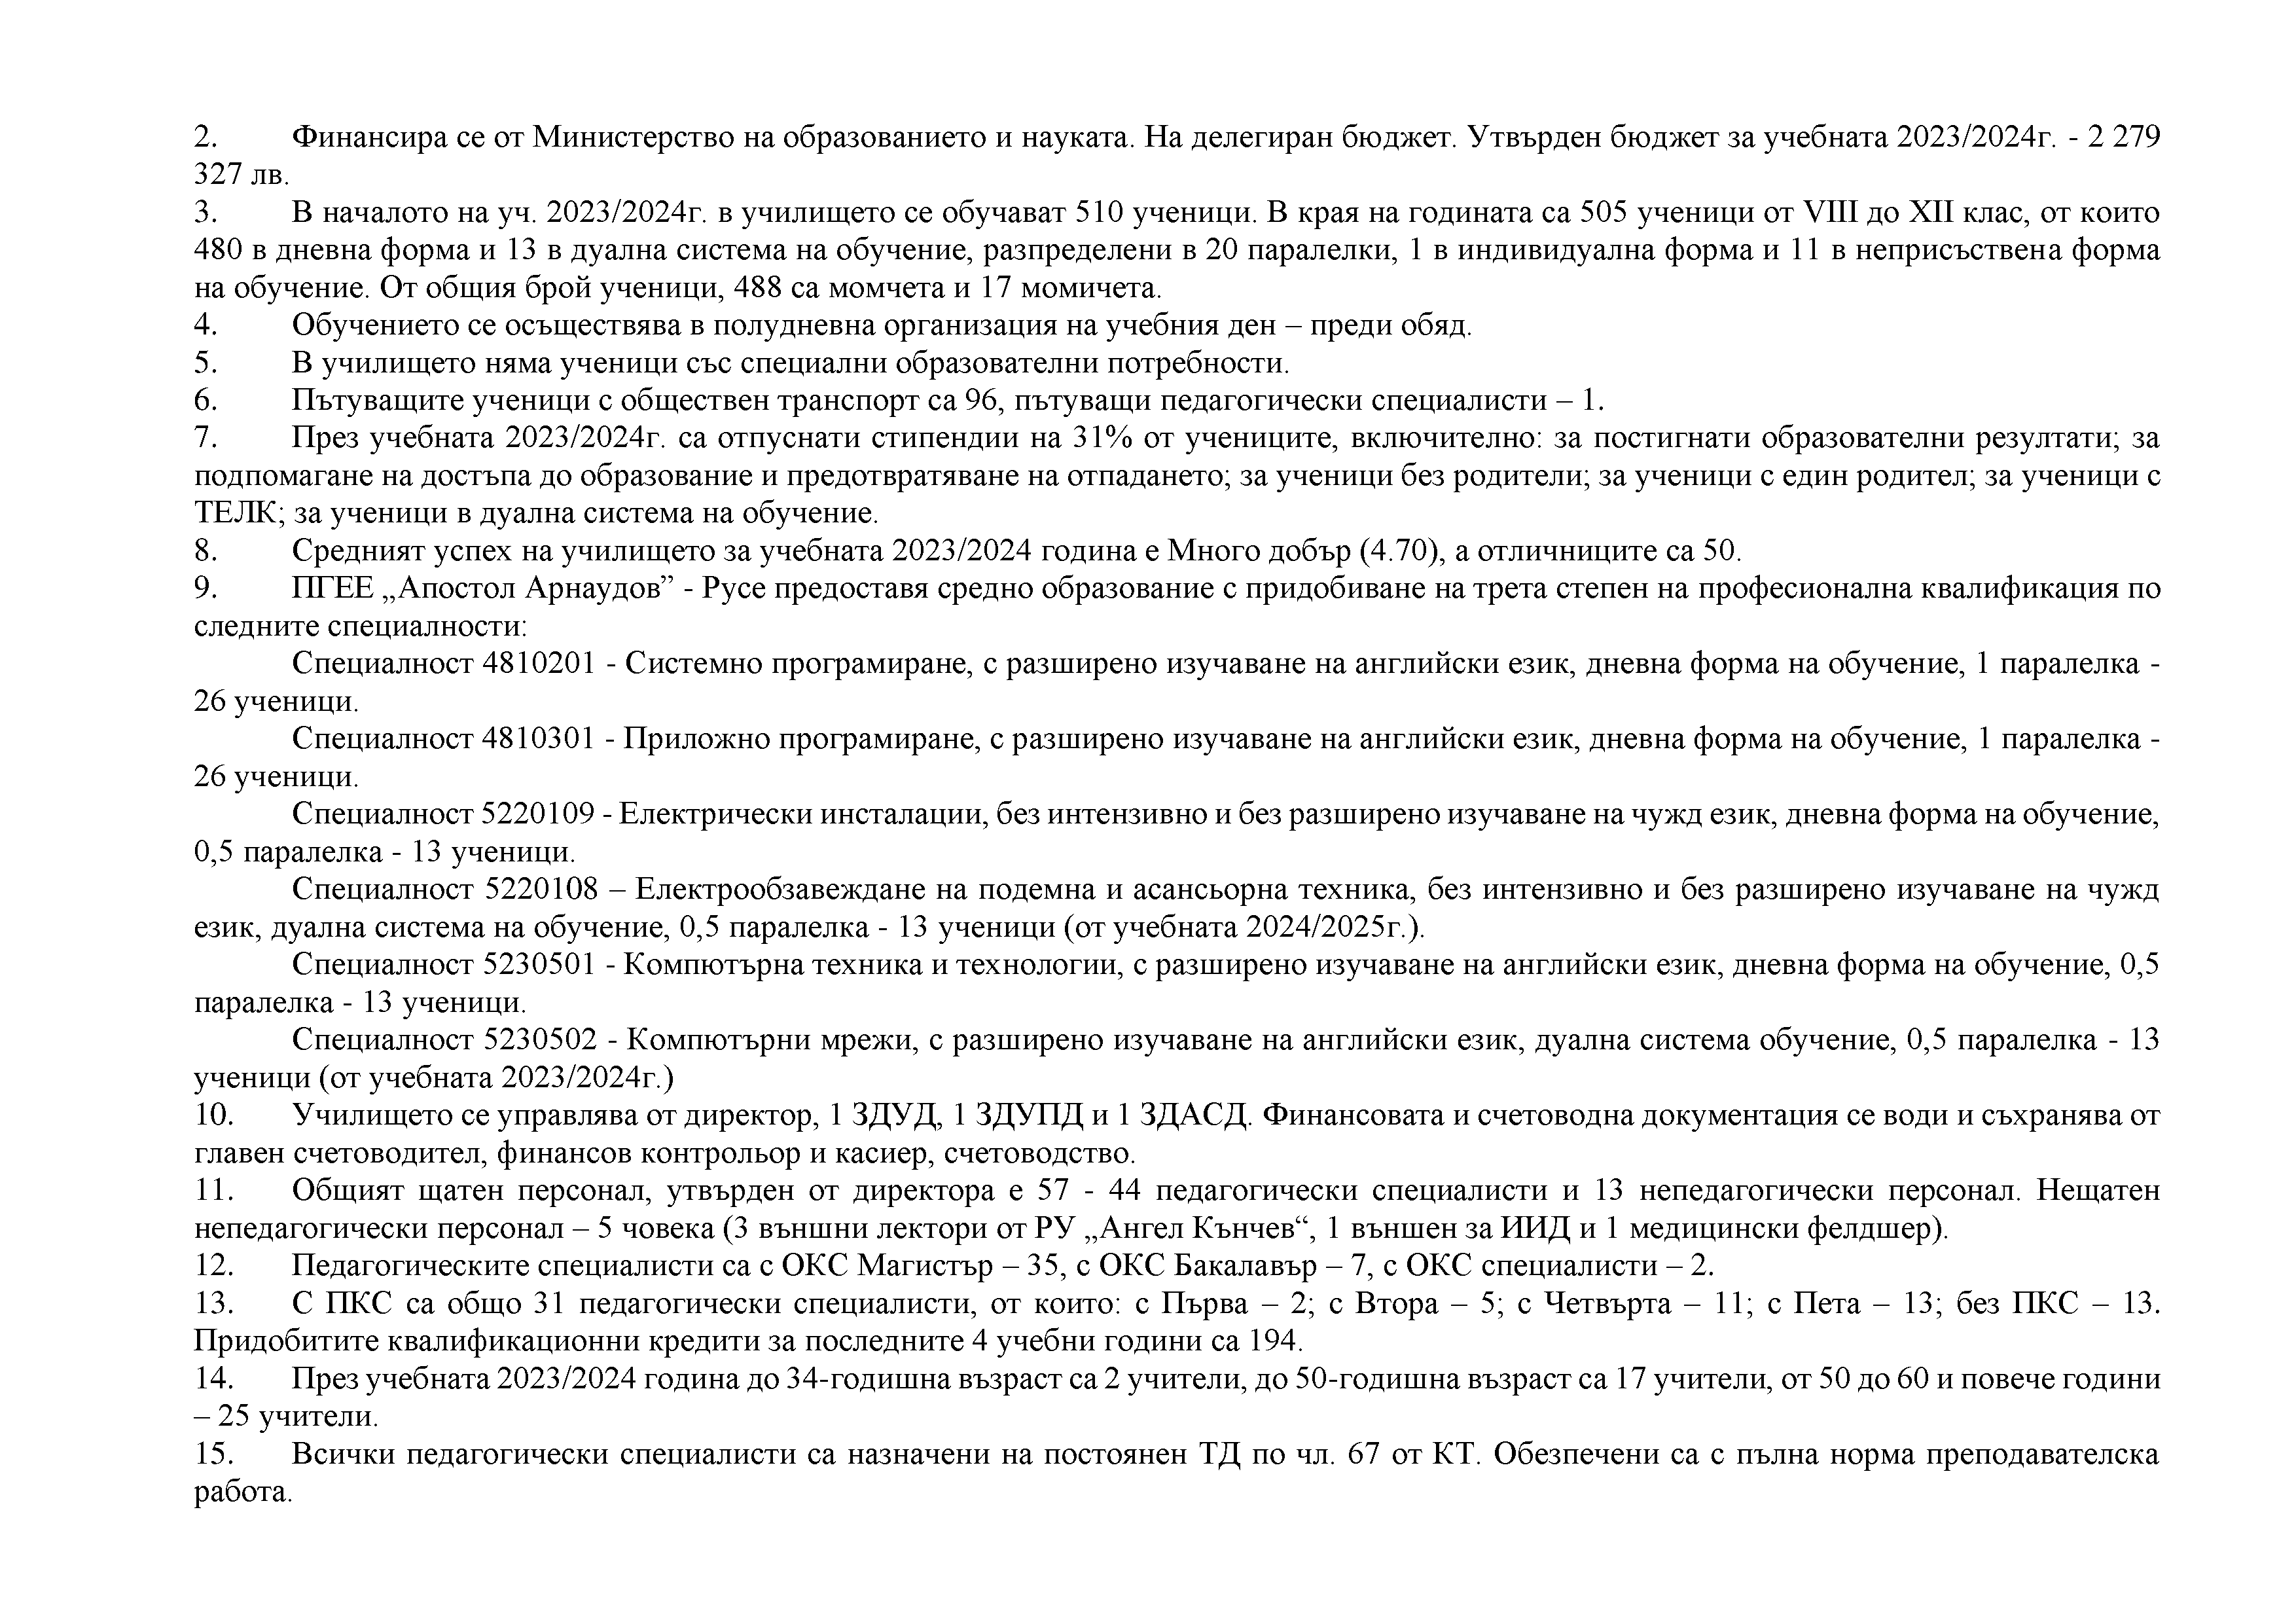 2. Финансира се от Министерство на образованието и науката. На делегиран бюджет. Утвърден бюджет за учебната 2023/2024г. - 2 279
327 лв.
3. В началото на уч. 2023/2024г. в училището се обучават 510 ученици. В края на годината са 505 ученици от VIII до XII клас, от които
480 в дневна форма и 13 в дуална система на обучение, разпределени в 20 паралелки, 1 в индивидуална форма и 11 в неприсъствена форма
на обучение. От общия брой ученици, 488 са момчета и 17 момичета.
4. Обучението се осъществява в полудневна организация на учебния ден – преди обяд.
5. В училището няма ученици със специални образователни потребности.
6. Пътуващите ученици с обществен транспорт са 96, пътуващи педагогически специалисти – 1.
7. През учебната 2023/2024г. са отпуснати стипендии на 31% от учениците, включително: за постигнати образователни резултати; за
подпомагане на достъпа до образование и предотвратяване на отпадането; за ученици без родители; за ученици с един родител; за ученици с
ТЕЛК; за ученици в дуална система на обучение.
8. Средният успех на училището за учебната 2023/2024 година е Много добър (4.70), а отличниците са 50.
9. ПГЕЕ „Апостол Арнаудов” - Русе предоставя средно образование с придобиване на трета степен на професионална квалификация по
следните специалности:
Специалност 4810201 - Системно програмиране, с разширено изучаване на английски език, дневна форма на обучение, 1 паралелка -
26 ученици.
Специалност 4810301 - Приложно програмиране, с разширено изучаване на английски език, дневна форма на обучение, 1 паралелка -
26 ученици.
Специалност 5220109 - Електрически инсталации, без интензивно и без разширено изучаване на чужд език, дневна форма на обучение,
0,5 паралелка - 13 ученици.
Специалност 5220108 – Електрообзавеждане на подемна и асансьорна техника, без интензивно и без разширено изучаване на чужд
език, дуална система на обучение, 0,5 паралелка - 13 ученици (от учебната 2024/2025г.).
Специалност 5230501 - Компютърна техника и технологии, с разширено изучаване на английски език, дневна форма на обучение, 0,5
паралелка - 13 ученици.
Специалност 5230502 - Компютърни мрежи, с разширено изучаване на английски език, дуална система обучение, 0,5 паралелка - 13
ученици (от учебната 2023/2024г.)
10. Училището се управлява от директор, 1 ЗДУД, 1 ЗДУПД и 1 ЗДАСД. Финансовата и счетоводна документация се води и съхранява от
главен счетоводител, финансов контрольор и касиер, счетоводство.
11. Общият щатен персонал, утвърден от директора е 57 - 44 педагогически специалисти и 13 непедагогически персонал. Нещатен
непедагогически персонал – 5 човека (3 външни лектори от РУ „Ангел Кънчев“, 1 външен за ИИД и 1 медицински фелдшер).
12. Педагогическите специалисти са с ОКС Магистър – 35, с ОКС Бакалавър – 7, с ОКС специалисти – 2.
13. С ПКС са общо 31 педагогически специалисти, от които: с Първа – 2; с Втора – 5; с Четвърта – 11; с Пета – 13; без ПКС – 13.
Придобитите квалификационни кредити за последните 4 учебни години са 194.
14. През учебната 2023/2024 година до 34-годишна възраст са 2 учители, до 50-годишна възраст са 17 учители, от 50 до 60 и повече години
– 25 учители.
15. Всички педагогически специалисти са назначени на постоянен ТД по чл. 67 от КТ. Обезпечени са с пълна норма преподавателска
работа.